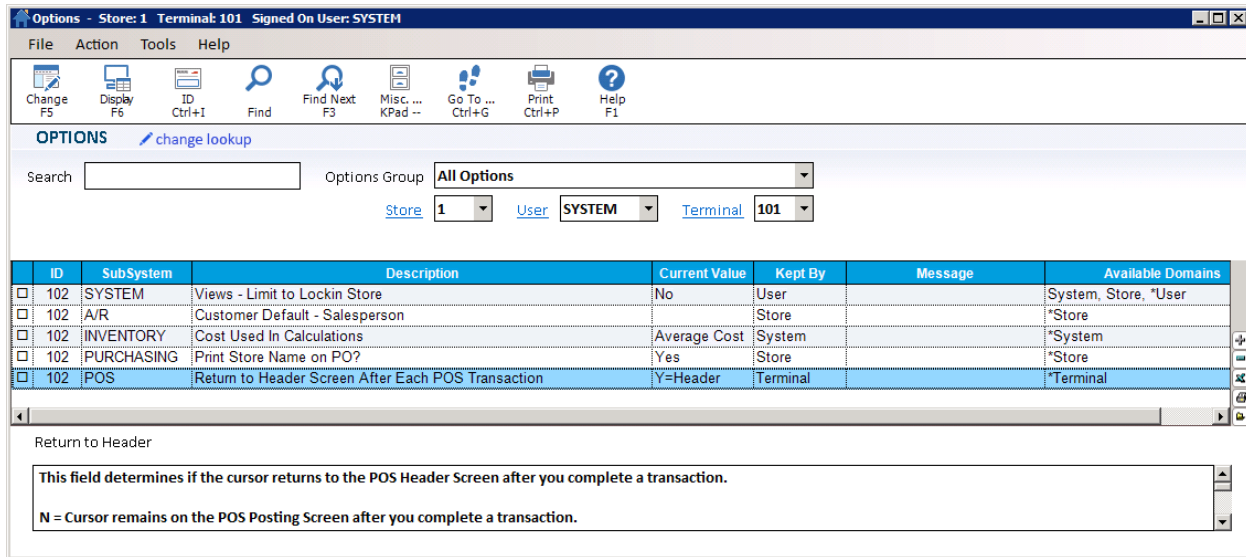 Options - Store: 1 Terminal: 101 Signed On User: SYSTEM
File Action Tools Help
Change Display ID Find Find Next Misc. ... Go To ... Print Help
F5 F6 Ctrl+I F3 KPad -- Ctrl+G Ctrl+P F1
OPTIONS change lookup
Search Options Group All Options
Store 1 User SYSTEM Terminal 101
ID SubSystem Description Current Value Kept By Message Available Domains
102 SYSTEM Views - Limit to Lockin Store No User System, Store, *User
102 A/R Customer Default - Salesperson Store *Store
102 INVENTORY Cost Used In Calculations Average Cost System *System
102 PURCHASING Print Store Name on PO? Yes Store *Store
102 POS Return to Header Screen After Each POS Transaction Y=Header Terminal *Terminal
Return to Header
This field determines if the cursor returns to the POS Header Screen after you complete a transaction.
N = Cursor remains on the POS Posting Screen after you complete a transaction.